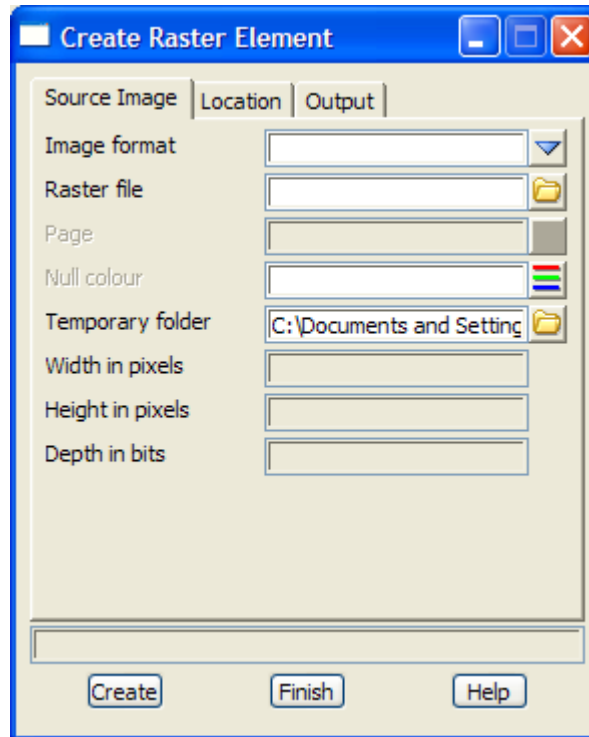 Create Raster Element
Source Image Location Output
Image format
Raster file
Page
Null colour
Temporary folder C:\Documents and Setting
Width in pixels
Height in pixels
Depth in bits
Create Finish Help